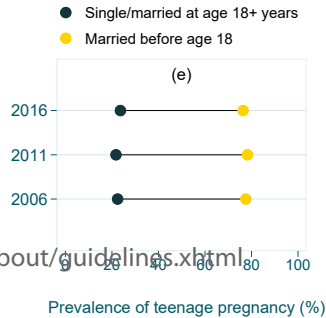 Single/married at age 18+ years
Married before age 18
(e)
2016
2011
2006
0 20 40 60 80 100
bout/guidelines.xhtml
Prevalence of teenage pregnancy (%)